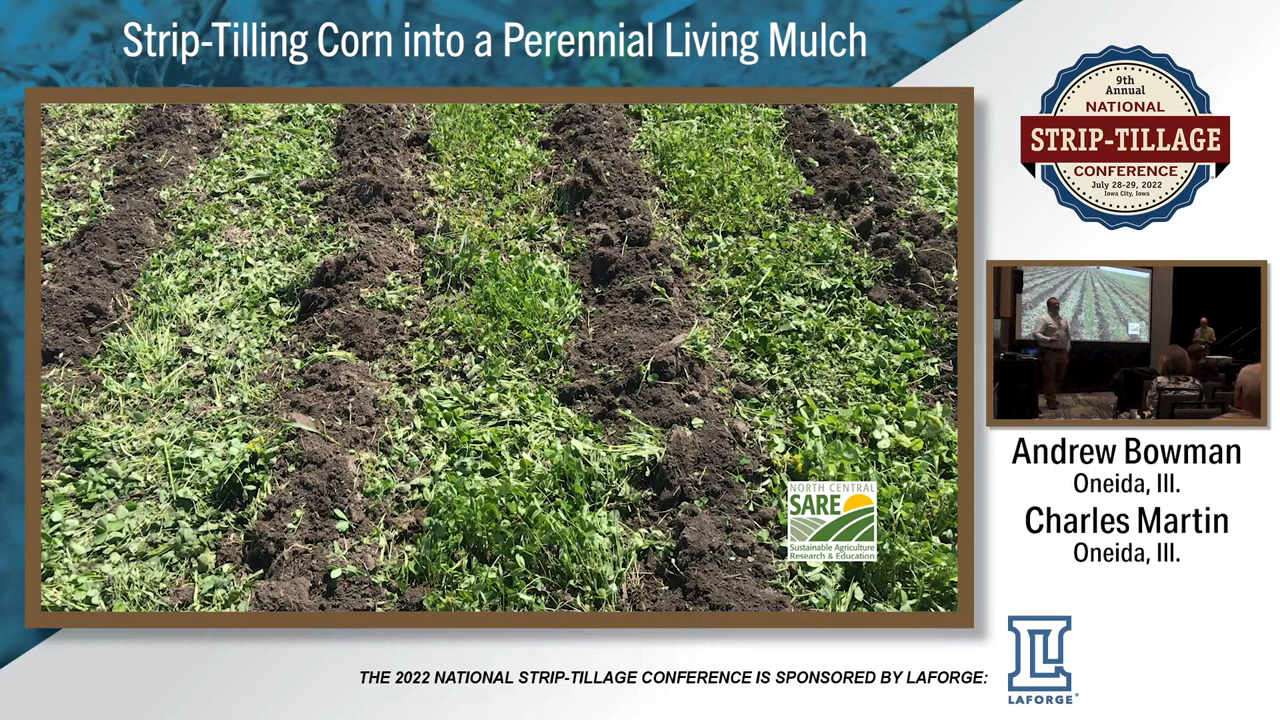 Strip-Tilling Corn into a Perennial Living Mulch
9th
Annual
NATIONAL
STRIP-TILLAGE
CONFERENCE
July 28-29, 2022
Iowa City, Iowa
NORTH CENTRAL
SARE
Sustainable Agriculture
Research & Education
Andrew Bowman
Oneida, Ill.
Charles Martin
Oneida, Ill.
THE 2022 NATIONAL STRIP-TILLAGE CONFERENCE IS SPONSORED BY LAFORGE:
LAFORGE®